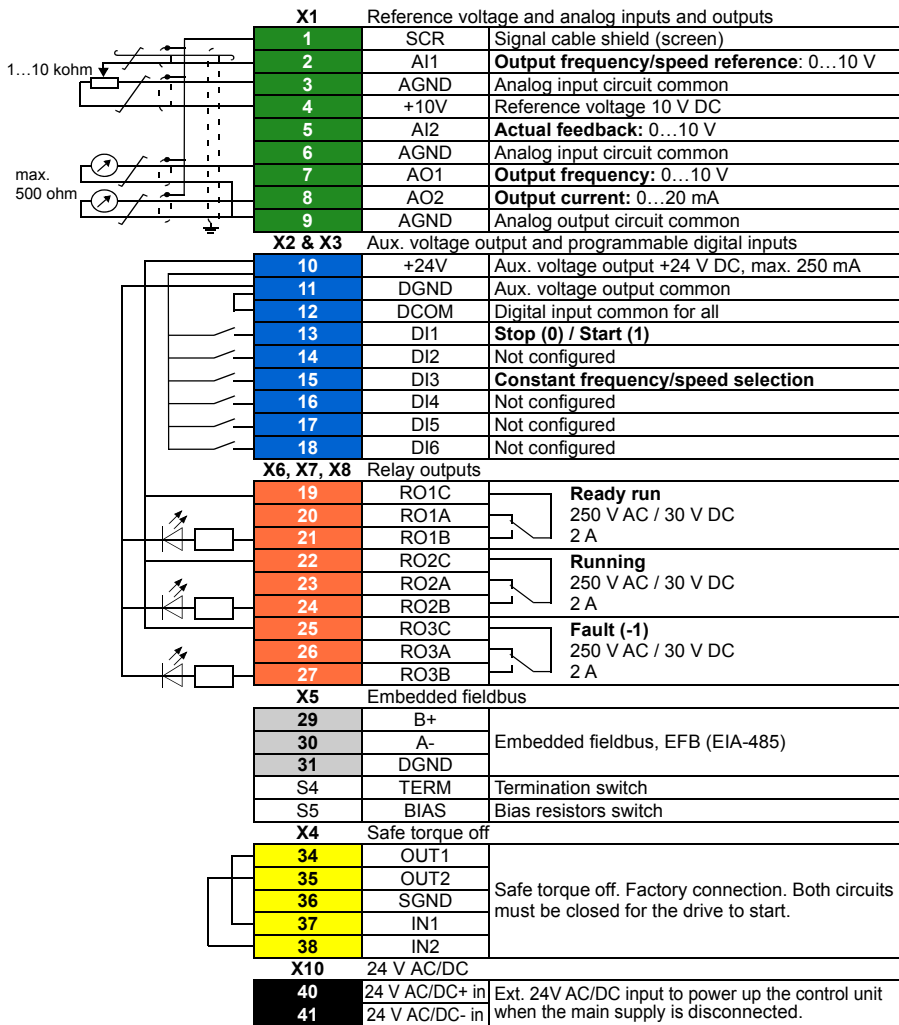 X1 Reference voltage and analog inputs and outputs
1 SCR Signal cable shield (screen)
1…10 kohm
2 AI1 Output frequency/speed reference: 0…10 V
3 AGND Analog input circuit common
4 +10V Reference voltage 10 V DC
5 AI2 Actual feedback: 0…10 V
6 AGND Analog input circuit common
max.
500 ohm
7 AO1 Output frequency: 0…10 V
8 AO2 Output current: 0…20 mA
9 AGND Analog output circuit common
X2 & X3 Aux. voltage output and programmable digital inputs
10 +24V Aux. voltage output +24 V DC, max. 250 mA
11 DGND Aux. voltage output common
12 DCOM Digital input common for all
13 DI1 Stop (0) / Start (1)
14 DI2 Not configured
15 DI3 Constant frequency/speed selection
16 DI4 Not configured
17 DI5 Not configured
18 DI6 Not configured
X6, X7, X8 Relay outputs
19 RO1C Ready run
20 RO1A 250 V AC / 30 V DC
21 RO1B 2 A
22 RO2C Running
23 RO2A 250 V AC / 30 V DC
24 RO2B 2 A
25 RO3C Fault (-1)
26 RO3A 250 V AC / 30 V DC
27 RO3B 2 A
X5 Embedded fieldbus
29 B+
30 A- Embedded fieldbus, EFB (EIA-485)
31 DGND
S4 TERM Termination switch
S5 BIAS Bias resistors switch
X4 Safe torque off
34 OUT1
35 OUT2
36 SGND
37 IN1
38 IN2
Safe torque off. Factory connection. Both circuits
must be closed for the drive to start.
X10 24 V AC/DC
40 24 V AC/DC+ in Ext. 24V AC/DC input to power up the control unit
41 24 V AC/DC- in when the main supply is disconnected.